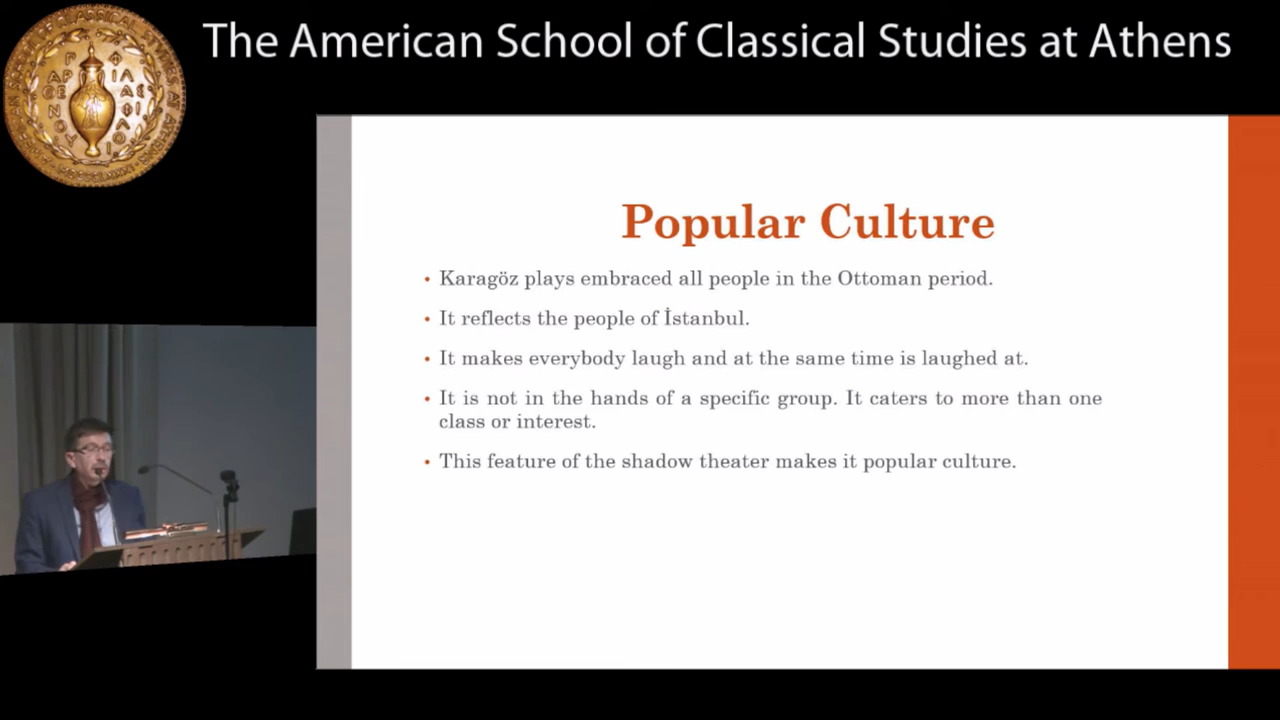 The American School of Classical Studies at Athens
Popular Culture
• Karagöz plays embraced all people in the Ottoman period.
• It reflects the people of İstanbul.
• It makes everybody laugh and at the same time is laughed at.
• It is not in the hands of a specific group. It caters to more than one
class or interest.
• This feature of the shadow theater makes it popular culture.